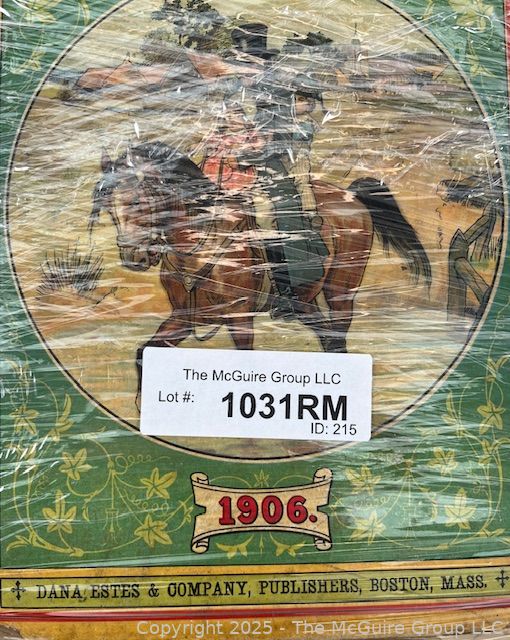 The McGuire Group LLC
Lot #: 1031RM
ID: 215
1906.
DANA, ESTES & COMPANY, PUBLISHERS, BOSTON, MASS.
Copyright 2025 - The McGuire Group LLC